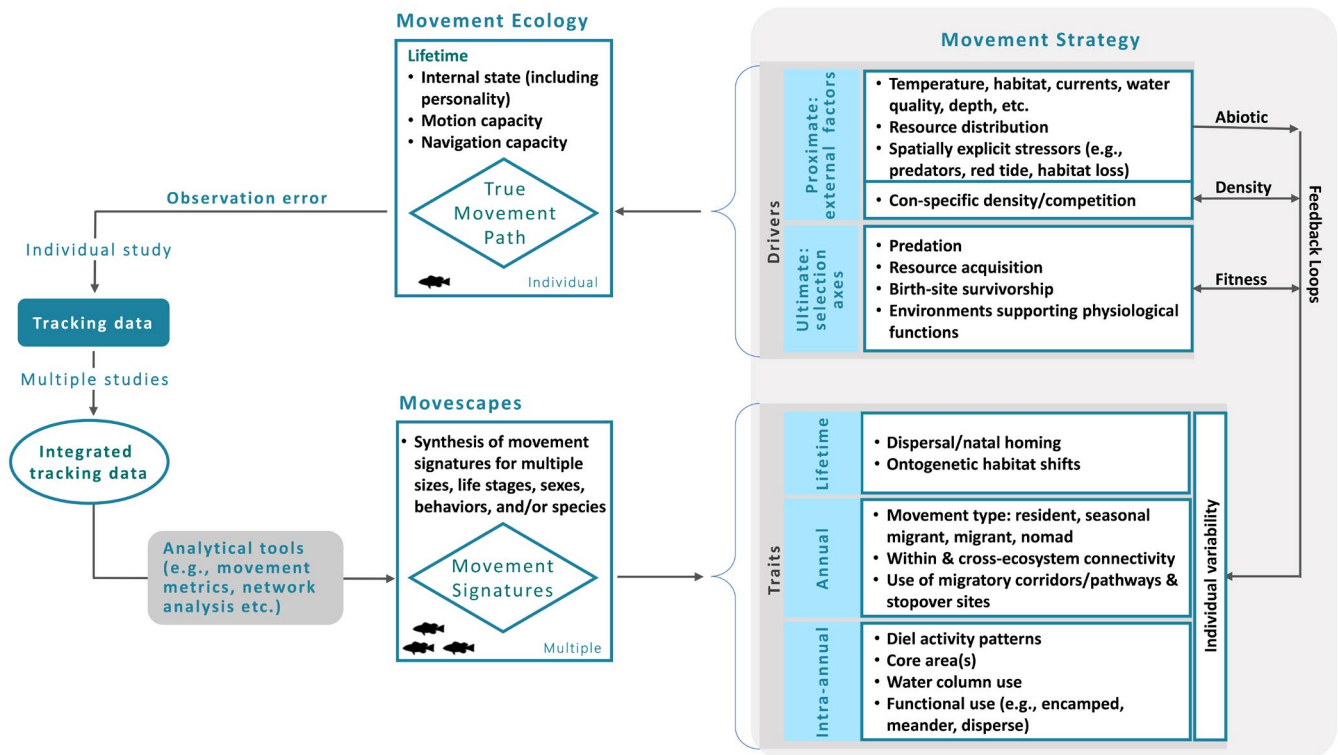 Movement Ecology
Lifetime
• Internal state (including
personality)
• Motion capacity
• Navigation capacity
True
Movement
Path
Individual
Observation error
Individual study
Tracking data
Multiple studies
Integrated
tracking data
Analytical tools
(e.g., movement
metrics, network
analysis etc.)
Movescapes
• Synthesis of movement
signatures for multiple
sizes, life stages, sexes,
behaviors, and/or species
Movement
Signatures
Multiple
Movement Strategy
Drivers
Proximate:
external factors
• Temperature, habitat, currents, water
quality, depth, etc.
• Resource distribution
• Spatially explicit stressors (e.g.,
predators, red tide, habitat loss)
• Con-specific density/competition
Ultimate:
selection
axes
• Predation
• Resource acquisition
• Birth-site survivorship
• Environments supporting physiological
functions
Abiotic
Density
Fitness
Feedback Loops
Traits
Lifetime
• Dispersal/natal homing
• Ontogenetic habitat shifts
Annual
• Movement type: resident, seasonal
migrant, migrant, nomad
• Within & cross-ecosystem connectivity
• Use of migratory corridors/pathways &
stopover sites
Intra-annual
• Diel activity patterns
• Core area(s)
• Water column use
• Functional use (e.g., encamped,
meander, disperse)
Individual variability